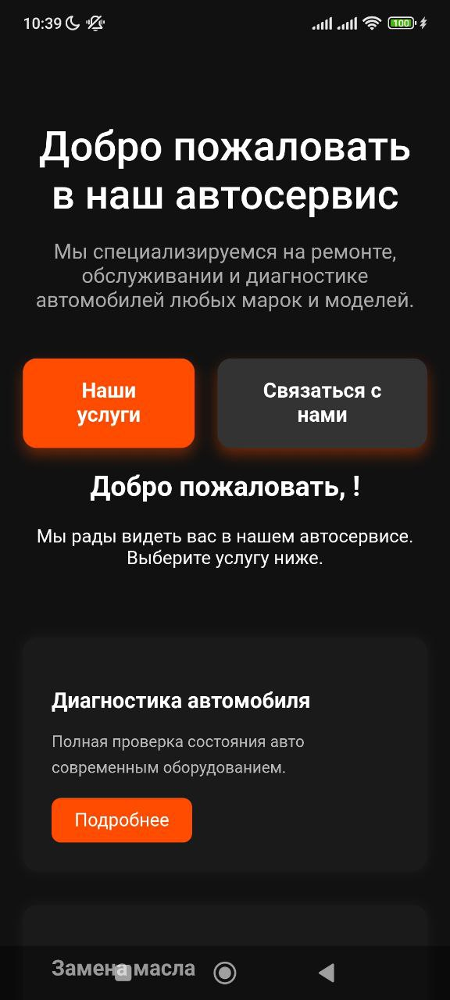 10:39
100
Добро пожаловать
в наш автосервис
Мы специализируемся на ремонте,
обслуживании и диагностике
автомобилей любых марок и моделей.
Наши
услуги
Связаться с
нами
Добро пожаловать, !
Мы рады видеть вас в нашем автосервисе.
Выберите услугу ниже.
Диагностика автомобиля
Полная проверка состояния авто
современным оборудованием.
Подробнее
Замена масла